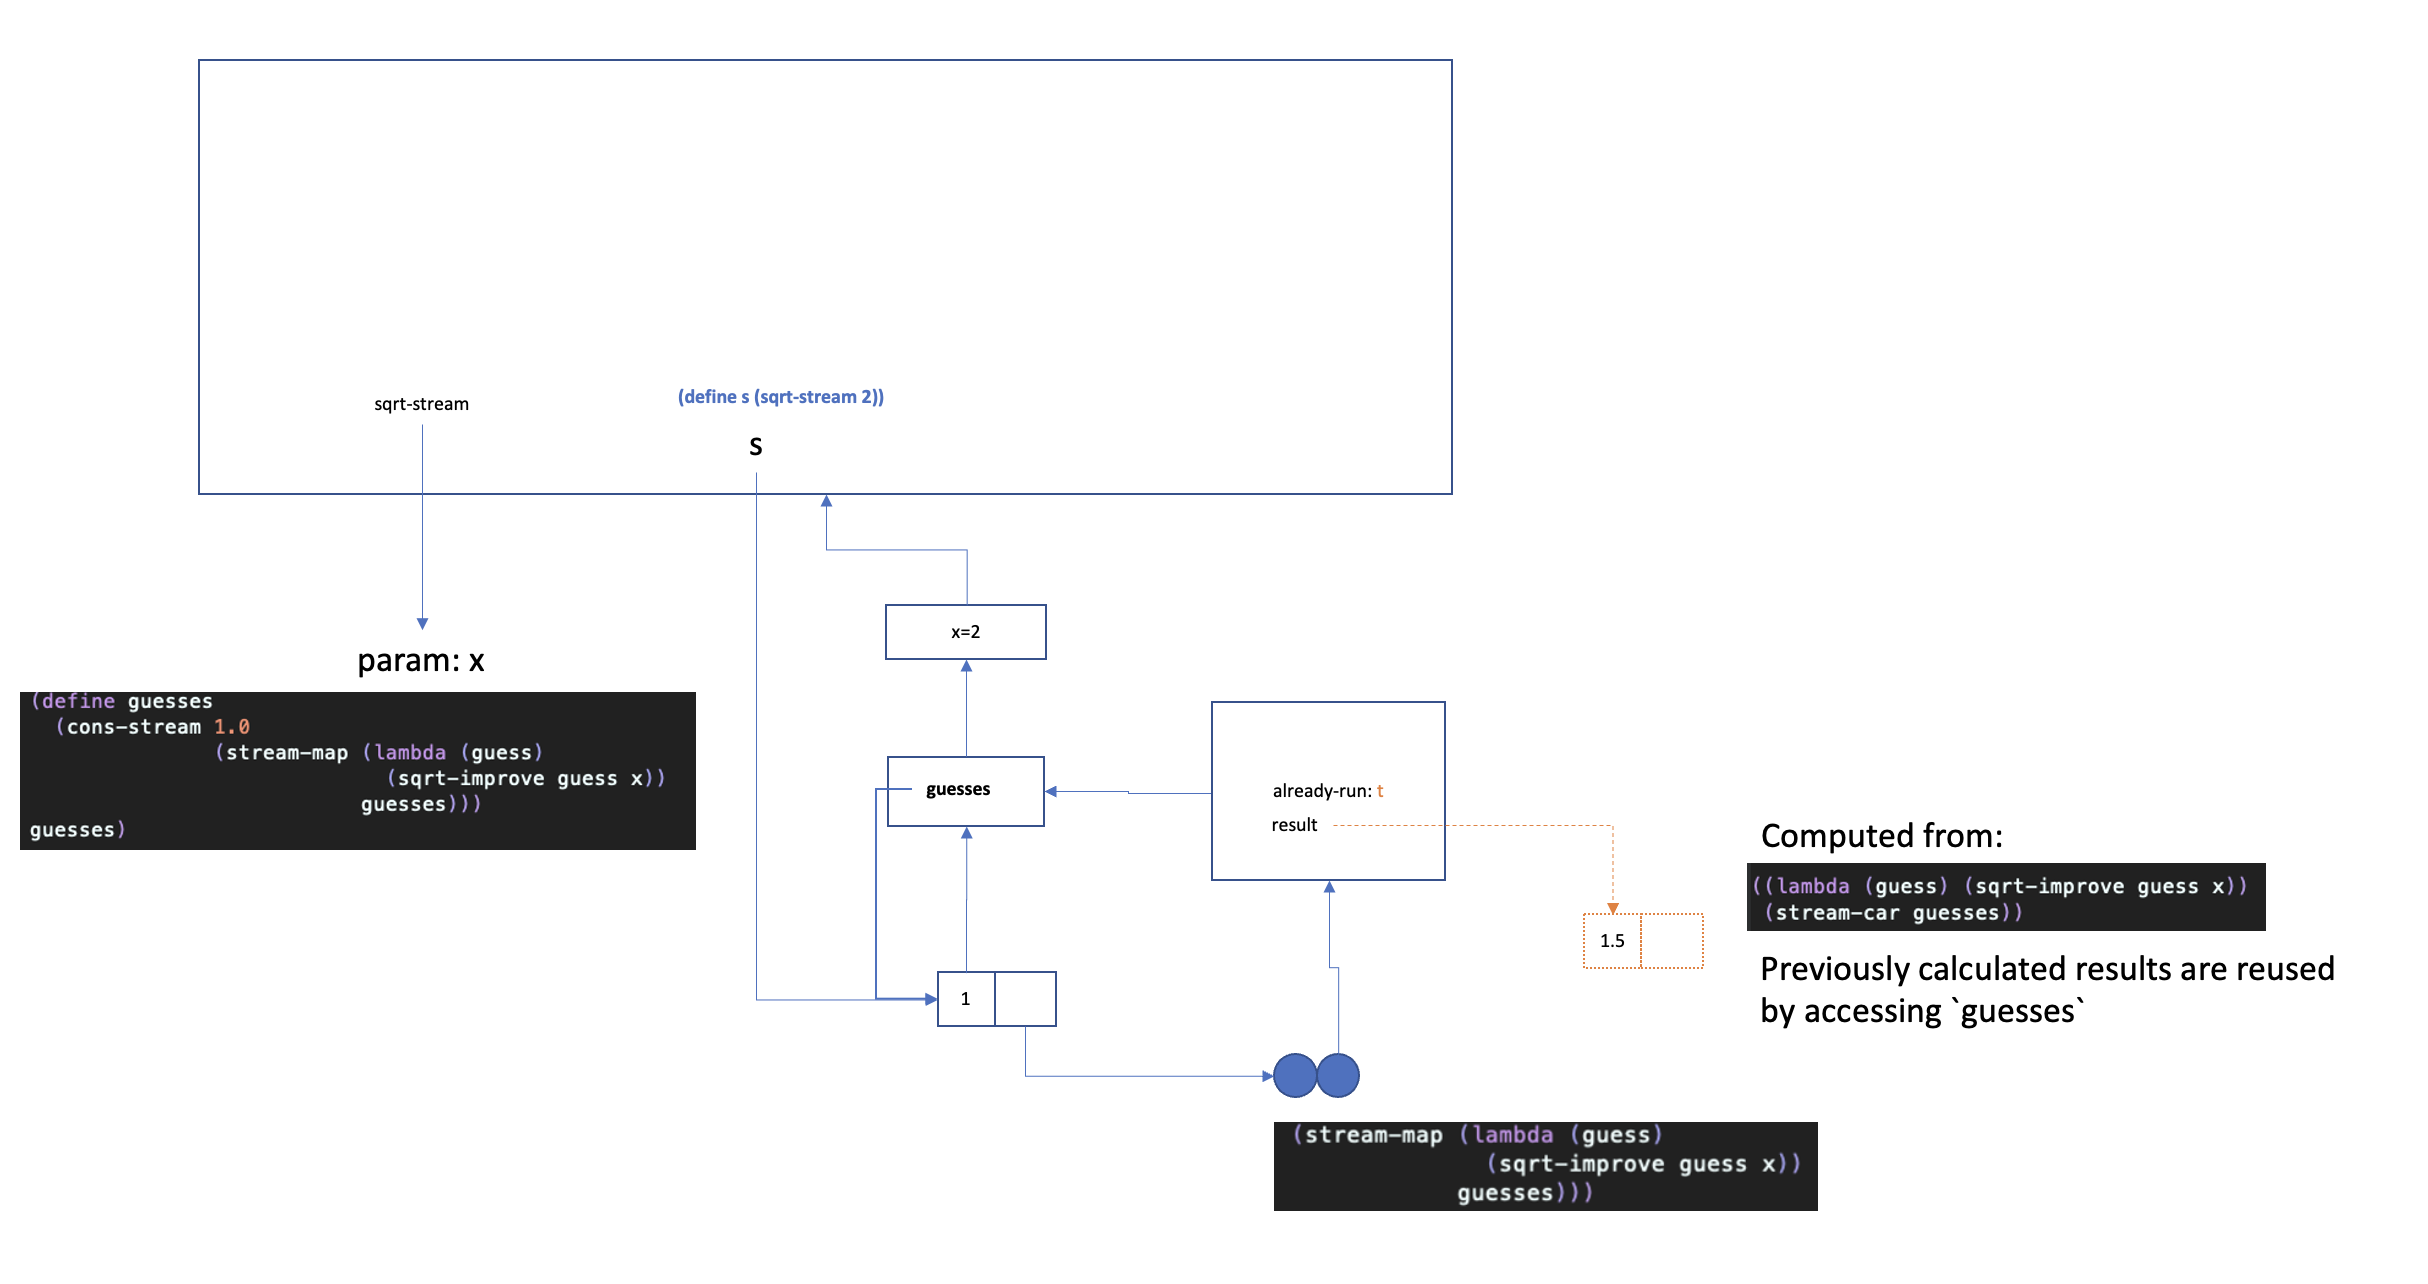 sqrt-stream
(define s (sqrt-stream 2))
S
x=2
param: x
(define guesses
(cons-stream 1.0
(stream-map (lambda (guess)
(sqrt-improve guess x))
guesses)))
guesses)
guesses
already-run: t
result
Computed from:
((lambda (guess) (sqrt-improve guess x))
(stream-car guesses))
1.5
Previously calculated results are reused
by accessing `guesses`
1
(stream-map (lambda (guess)
(sqrt-improve guess x))
guesses)))